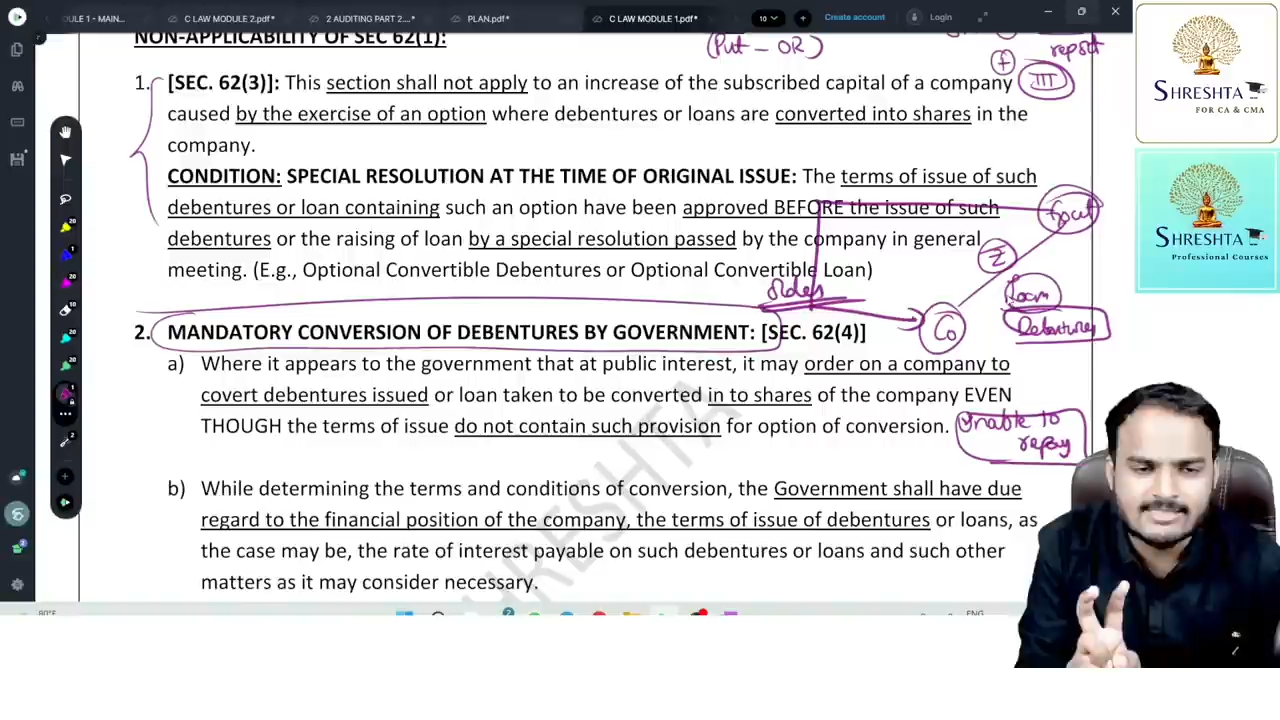 ULE 1 - MAIN...
C LAW MODULE 2.pdf*
2 AUDITING PART 2....*
PLAN.pdf*
C LAW MODULE 1.pdf*
10
Create account
Login
NON-APPLICABILITY OF SEC 62(1):
(Put - OR)
report
1. [SEC. 62(3)]: This section shall not apply to an increase of the subscribed capital of a company
III
caused by the exercise of an option where debentures or loans are converted into shares in the
company.
CONDITION: SPECIAL RESOLUTION AT THE TIME OF ORIGINAL ISSUE: The terms of issue of such
debentures or loan containing such an option have been approved BEFORE the issue of such
Govt
debentures or the raising of loan by a special resolution passed by the company in general
meeting. (E.g., Optional Convertible Debentures or Optional Convertible Loan)
Order
Loan
Co
Debentures
2. MANDATORY CONVERSION OF DEBENTURES BY GOVERNMENT: [SEC. 62(4)]
a) Where it appears to the government that at public interest, it may order on a company to
covert debentures issued or loan taken to be converted in to shares of the company EVEN
THOUGH the terms of issue do not contain such provision for option of conversion.
Unable to
repay
b) While determining the terms and conditions of conversion, the Government shall have due
regard to the financial position of the company, the terms of issue of debentures or loans, as
the case may be, the rate of interest payable on such debentures or loans and such other
matters as it may consider necessary.
SHRESHTA
80°F
ENG
SHRESHTA
FOR CA & CMA
SHRESHTA
Professional Courses